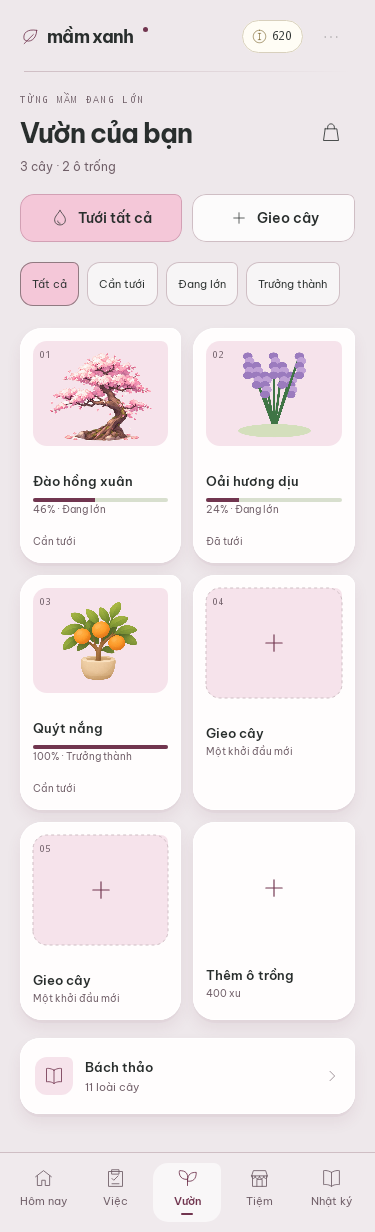 mầm xanh
620
TỪNG MẦM ĐANG LỚN
Vườn của bạn
3 cây · 2 ô trống
Tưới tất cả
Gieo cây
Tất cả
Cần tưới
Đang lớn
Trưởng thành
01
Đào hồng xuân
46% · Đang lớn
Cần tưới
02
Oải hương dịu
24% · Đang lớn
Đã tưới
03
Quýt nắng
100% · Trưởng thành
Cần tưới
04
Gieo cây
Một khởi đầu mới
05
Gieo cây
Một khởi đầu mới
Thêm ô trồng
400 xu
Bách thảo
11 loài cây
Hôm nay
Việc
Vườn
Tiệm
Nhật ký